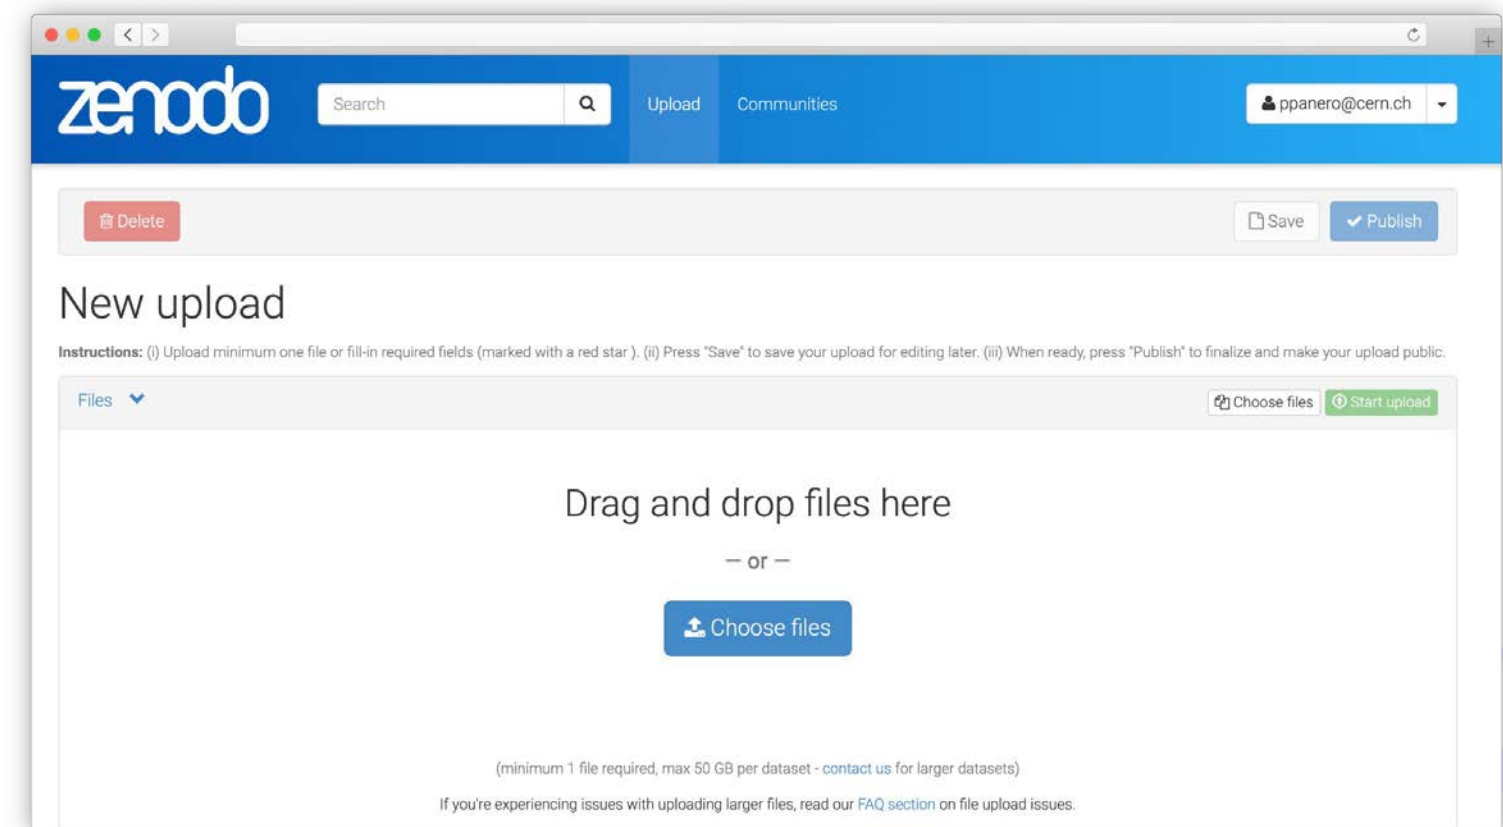 zenodo
Search
Upload
Communities
ppanero@cern.ch
Delete
Save
Publish
New upload
Instructions: (i) Upload minimum one file or fill-in required fields (marked with a red star ). (ii) Press "Save" to save your upload for editing later. (iii) When ready, press "Publish" to finalize and make your upload public.
Files
Choose files
Start upload
Drag and drop files here
— or —
Choose files
(minimum 1 file required, max 50 GB per dataset - contact us for larger datasets)
If you're experiencing issues with uploading larger files, read our FAQ section on file upload issues.